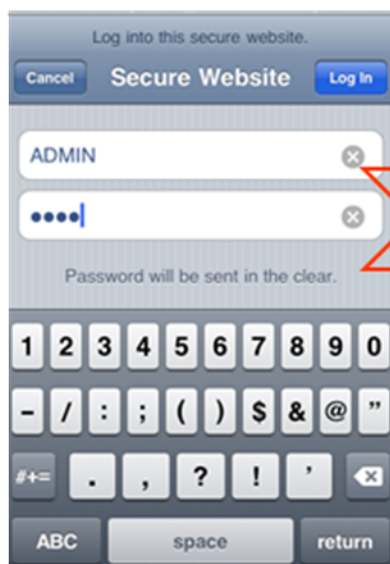 Log into this secure website.
Cancel Secure Website Log In
ADMIN
••••
Password will be sent in the clear.
1 2 3 4 5 6 7 8 9 0
- / : ; ( ) $ & @ "
#+= . , ? ! '
ABC space return